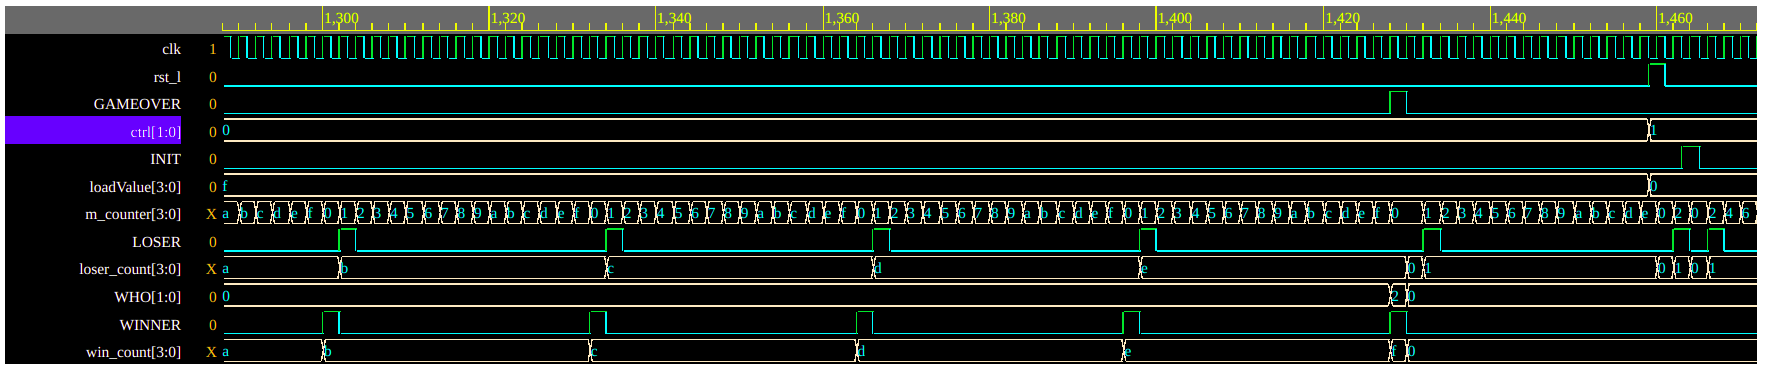 1,300 1,320 1,340 1,360 1,380 1,400 1,420 1,440 1,460
clk 1
rst_l 0
GAMEOVER 0
ctrl[1:0] 0 0 1
INIT 0
loadValue[3:0] 0 f 0
m_counter[3:0] X a b c d e f 0 1 2 3 4 5 6 7 8 9 a b c d e f 0 1 2 3 4 5 6 7 8 9 a b c d e f 0 1 2 3 4 5 6 7 8 9 a b c d e f 0 1 2 3 4 5 6 7 8 9 a b c d e f 0 1 2 3 4 5 6 7 8 9 a b c d e 0 2 0 2 4 6
LOSER 0
loser_count[3:0] X a b c d e 0 1 0 1 0 1
WHO[1:0] 0 0 2 0
WINNER 0
win_count[3:0] X a b c d e f 0